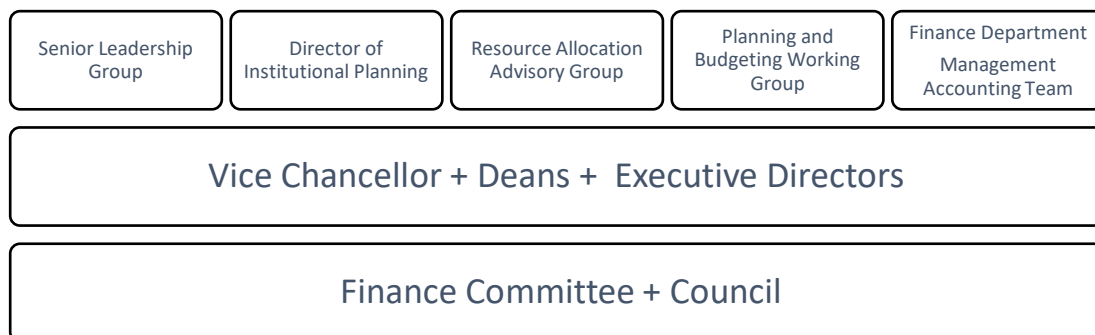 Senior Leadership
Group
Director of
Institutional Planning
Resource Allocation
Advisory Group
Planning and
Budgeting Working
Group
Finance Department
Management
Accounting Team
Vice Chancellor + Deans + Executive Directors
Finance Committee + Council